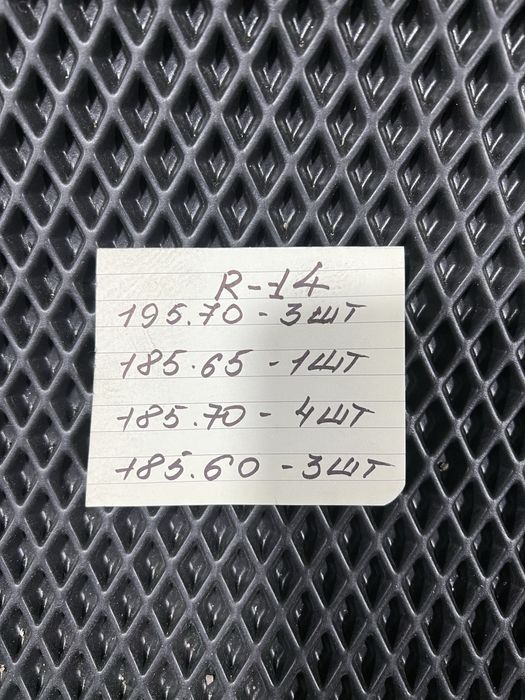 R-14
195.70 - 3шт
185.65 - 1шт
185.70 - 4шт
185.60 - 3шт